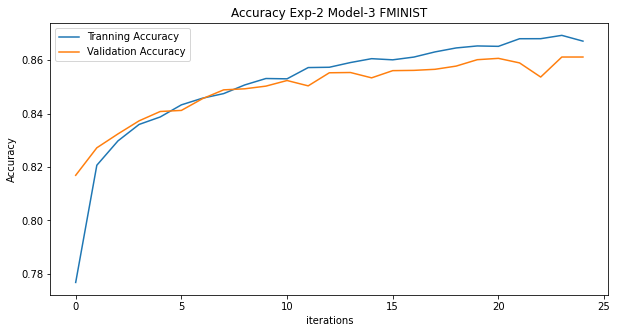 Accuracy Exp-2 Model-3 FMINIST
Tranning Accuracy
Validation Accuracy
Accuracy
0.86
0.84
0.82
0.80
0.78
0
5
10
15
20
25
iterations